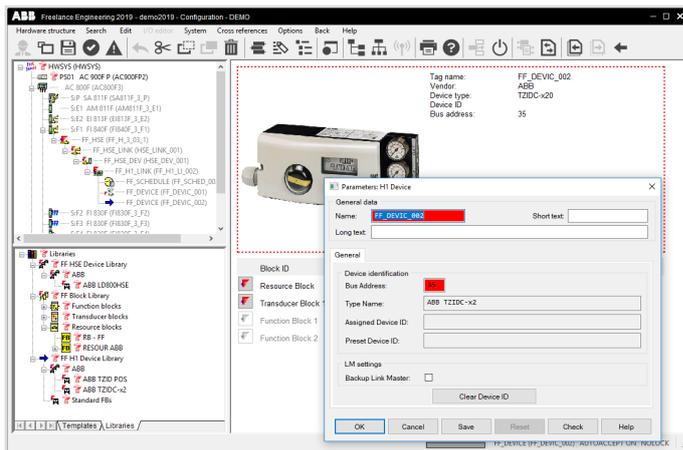 ABB Freelance Engineering 2019 - demo2019 - Configuration - DEMO
Hardware structure Search Edit I/O editor System Cross references Options Back Help
HWSYS (HWSYS)
PS01 AC 900F P (AC900FP2)
AC 800F (AC800F3)
S:P SA 811F (SA811F_3_P)
S:E1 AM 811F (AM811F_3_E1)
S:E2 EI 813F (EI813F_E2)
S:F1 FI 840F (FI840F_3_F1)
FF_HSE (FF_H_3_03_1)
FF_HSE_LINK (HSE_LINK_001)
FF_HSE_DEV (HSE_DEV_001)
FF_H1_LINK (FF_H1_LI_002)
FF_SCHEDULE (FF_SCHED_00
FF_DEVICE (FF_DEVIC_001)
FF_DEVICE (FF_DEVIC_002)
S:F2 FI 830F (FI830F_3_F2)
S:F3 FI 830F (FI830F_3_F3)
Tag name: FF_DEVIC_002
Vendor: ABB
Device type: TZIDC-x20
Device ID
Bus address: 35
Libraries
FF HSE Device Library
ABB
ABB LD800HSE
FF Block Library
Function blocks
Transducer blocks
Resource blocks
FB RB - FF
FB RESOUR ABB
FF H1 Device Library
ABB
ABB TZID POS
ABB TZIDC-x2
Standard FBs
Templates Libraries
Block ID
Resource Block
Transducer Block 1
Function Block 1
Function Block 2
Parameters: H1 Device
General data
Name: FF_DEVIC_002 Short text:
Long text:
General
Device identification
Bus Address: 35
Type Name: ABB TZIDC-x2
Assigned Device ID:
Preset Device ID:
LM settings
Backup Link Master:
Clear Device ID
OK Cancel Save Reset Check Help
FF_DEVICE (FF_DEVIC_002) AUTOACCEPT ON NOLOCK